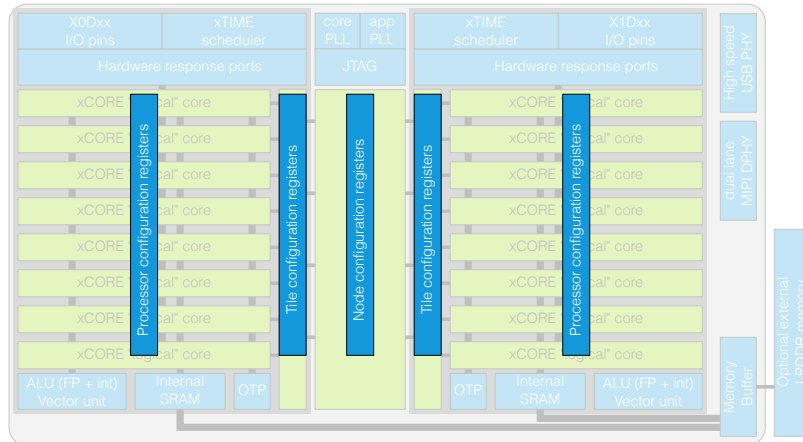 X0Dxx
I/O pins
xTIME
scheduler
core
PLL
app
PLL
xTIME
scheduler
X1Dxx
I/O pins
High speed
USB PHY
Hardware response ports
JTAG
Hardware response ports
xCORE "logical" core
xCORE cal" core
xCORE cal" core
xCORE cal" core
xCORE cal" core
xCORE cal" core
xCORE cal" core
xCORE "logical" core
Processor configuration registers
Tile configuration registers
Node configuration registers
Tile configuration registers
xCORE cal" core
xCORE cal" core
xCORE cal" core
xCORE cal" core
xCORE cal" core
xCORE cal" core
xCORE cal" core
xCORE "logical" core
Processor configuration registers
dual lane
MIPI DPHY
ALU (FP + int)
Vector unit
Internal
SRAM
OTP
OTP
Internal
SRAM
ALU (FP + int)
Vector unit
Memory
Buffer
Optional external
LPDDR memory